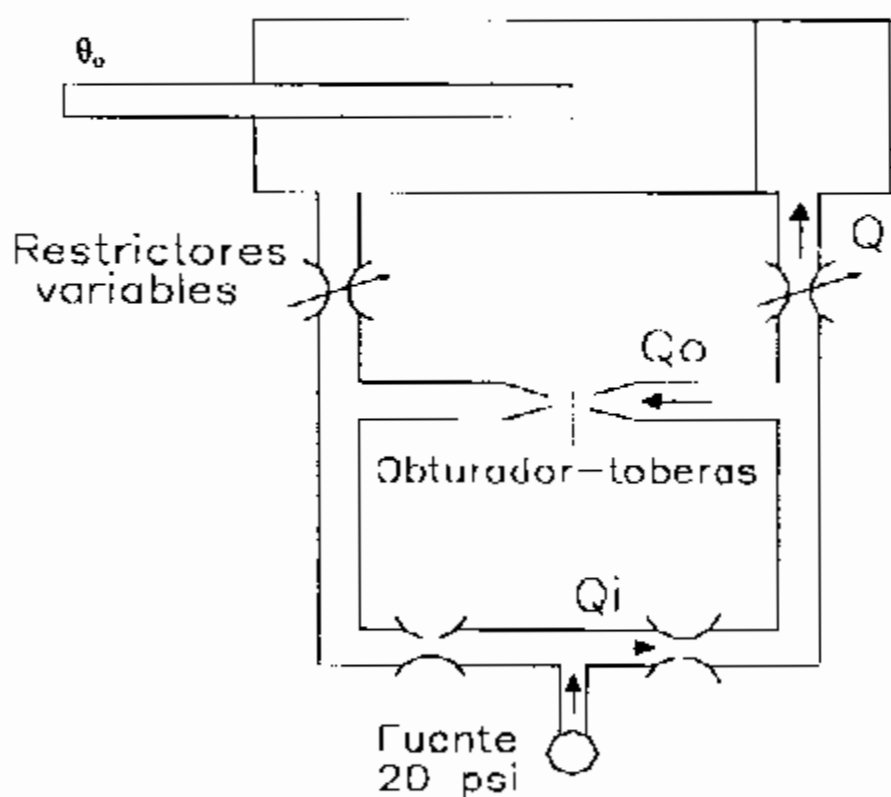 θo
Restrictores
variables
Q
Qo
Obturador-toberas
Qi
Fuente
20 psi